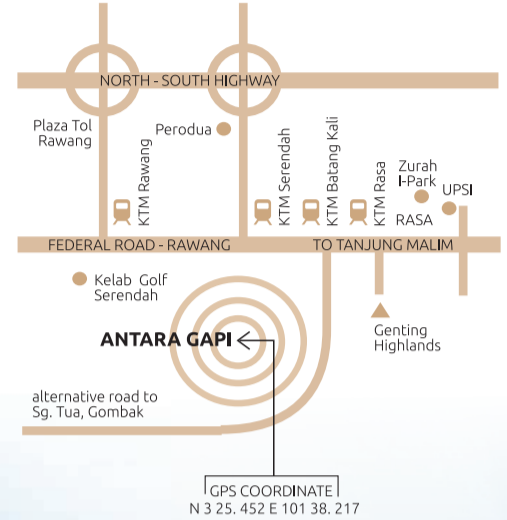 NORTH - SOUTH HIGHWAY
Plaza Tol
Rawang
Perodua
KTM Rawang
KTM Serendah
KTM Batang Kali
KTM Rasa
Zurah
I-Park
UPSI
RASA
FEDERAL ROAD - RAWANG
TO TANJUNG MALIM
Kelab Golf
Serendah
ANTARA GAPI
Genting
Highlands
alternative road to
Sg. Tua, Gombak
GPS COORDINATE
N 3 25. 452 E 101 38. 217